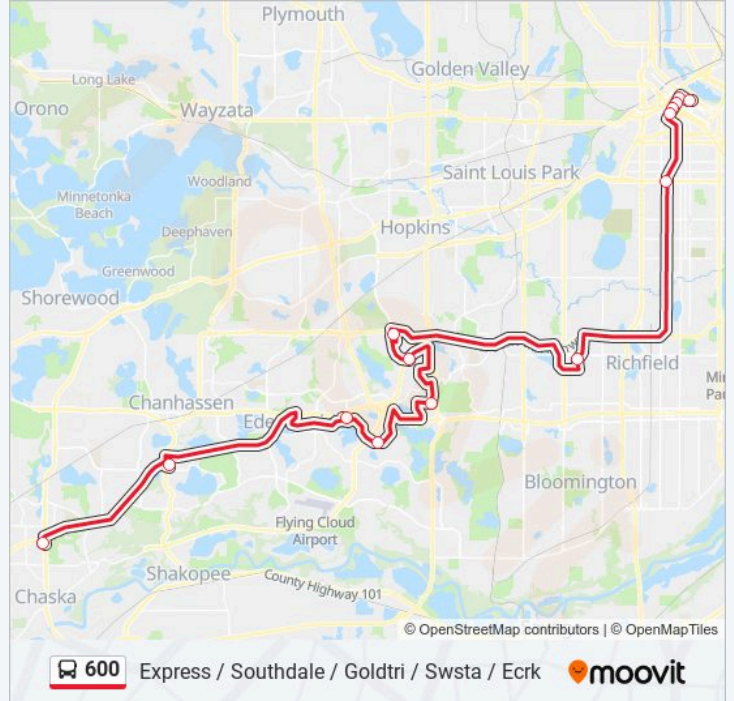 Plymouth
Golden Valley
Long Lake
Orono
Wayzata
Saint Louis Park
Woodland
Minnetonka
Beach
Hopkins
Deephaven
Greenwood
Shorewood
Richfield
Chanhassen
Bloomington
Flying Cloud
Airport
Shakopee
County Highway 101
Chaska
© OpenStreetMap contributors | © OpenMapTiles
600 Express / Southdale / Goldtri / Swsta / Ecrk moovit